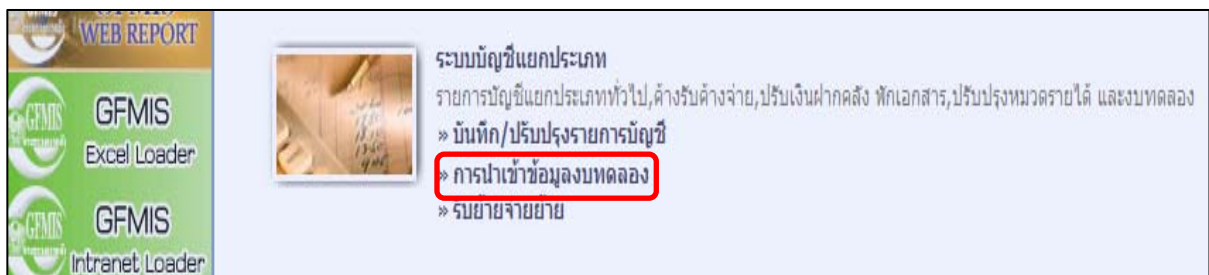 WEB REPORT
GFMIS
GFMIS
Excel Loader
GFMIS
GFMIS
Intranet Loader
ระบบบัญชีแยกประเภท
รายการบัญชีแยกประเภททั่วไป,ค้างรับค้างจ่าย,ปรับเงินฝากคลัง พักเอกสาร,ปรับปรุงหมวดรายได้ และงบทดลอง
» บันทึก/ปรับปรุงรายการบัญชี
» การนำเข้าข้อมูลงบทดลอง
» รับย้ายจ่ายย้าย